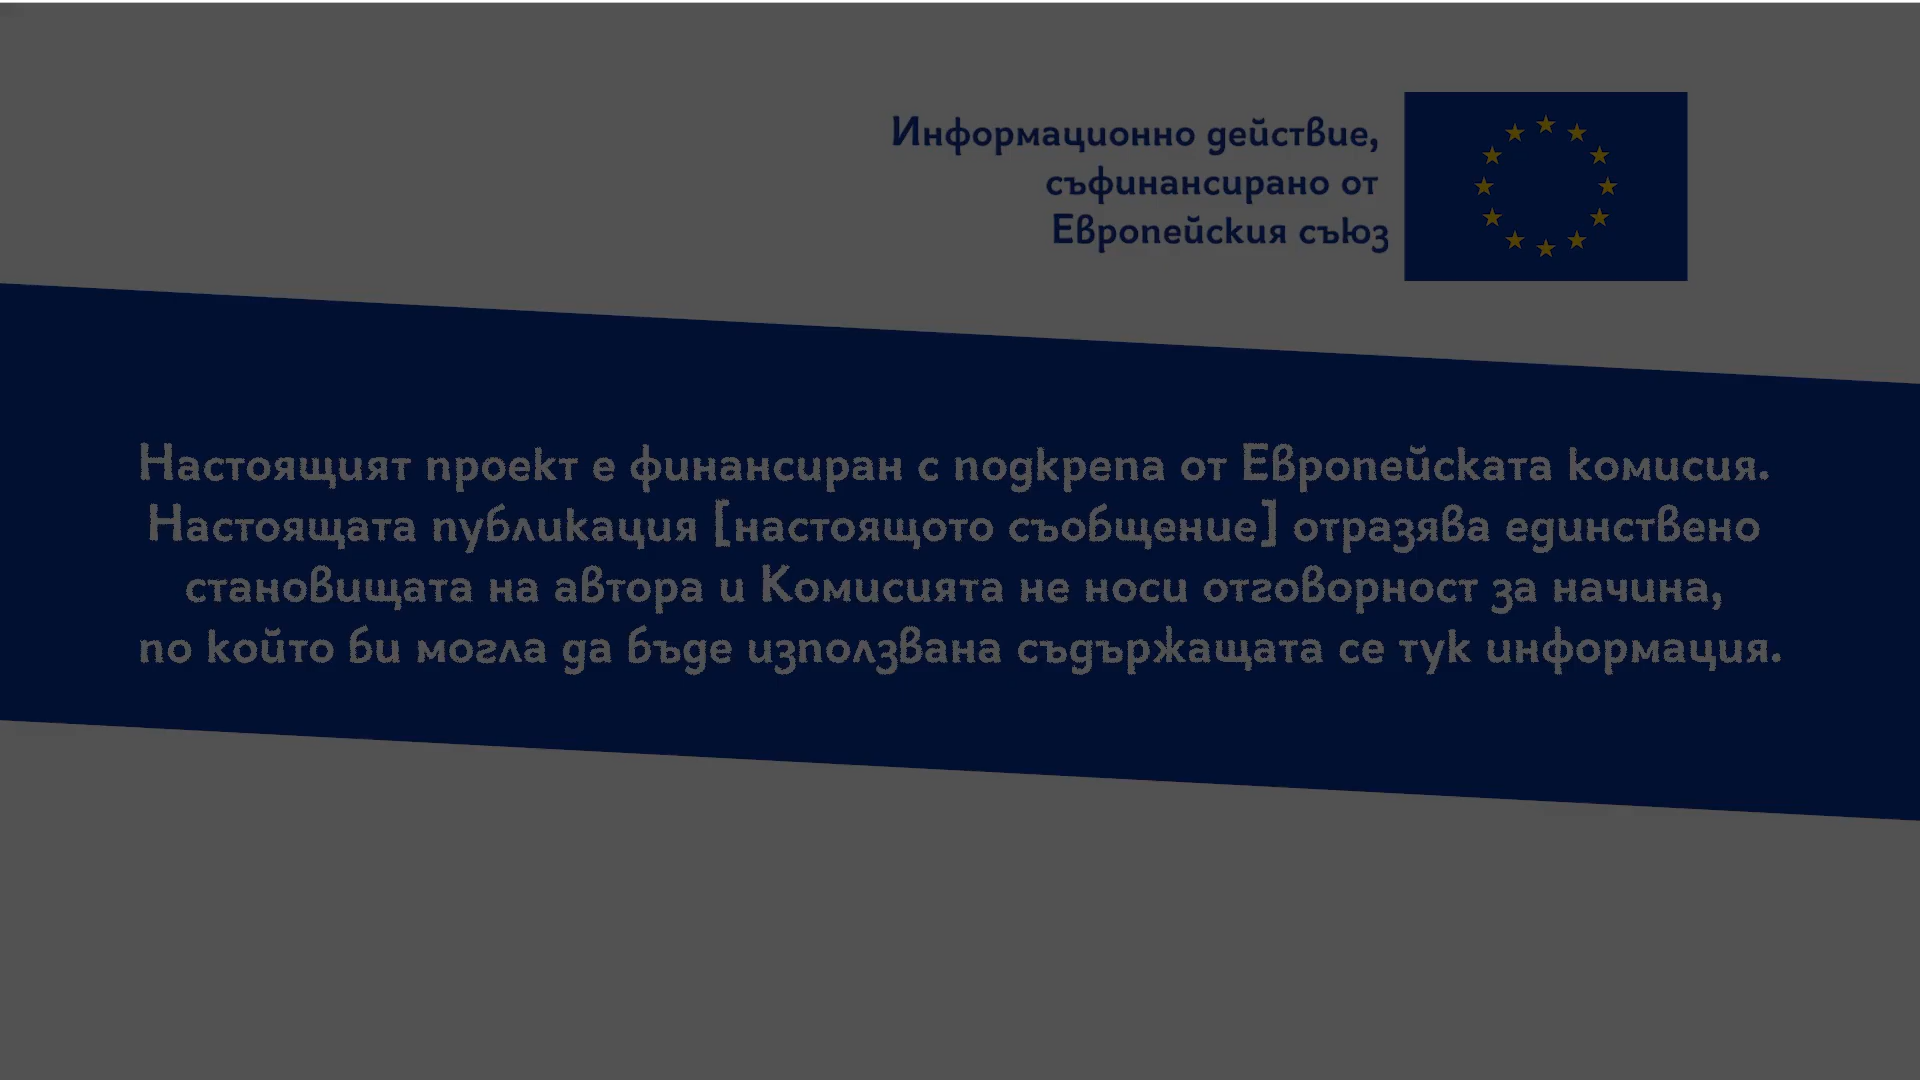 Информационно действие,
съфинансирано от
Европейския съюз
Настоящият проект е финансиран с подкрепа от Европейската комисия.
Настоящата публикация [настоящото съобщение] отразява единствено
становищата на автора и Комисията не носи отговорност за начина,
по който би могла да бъде използвана съдържащата се тук информация.